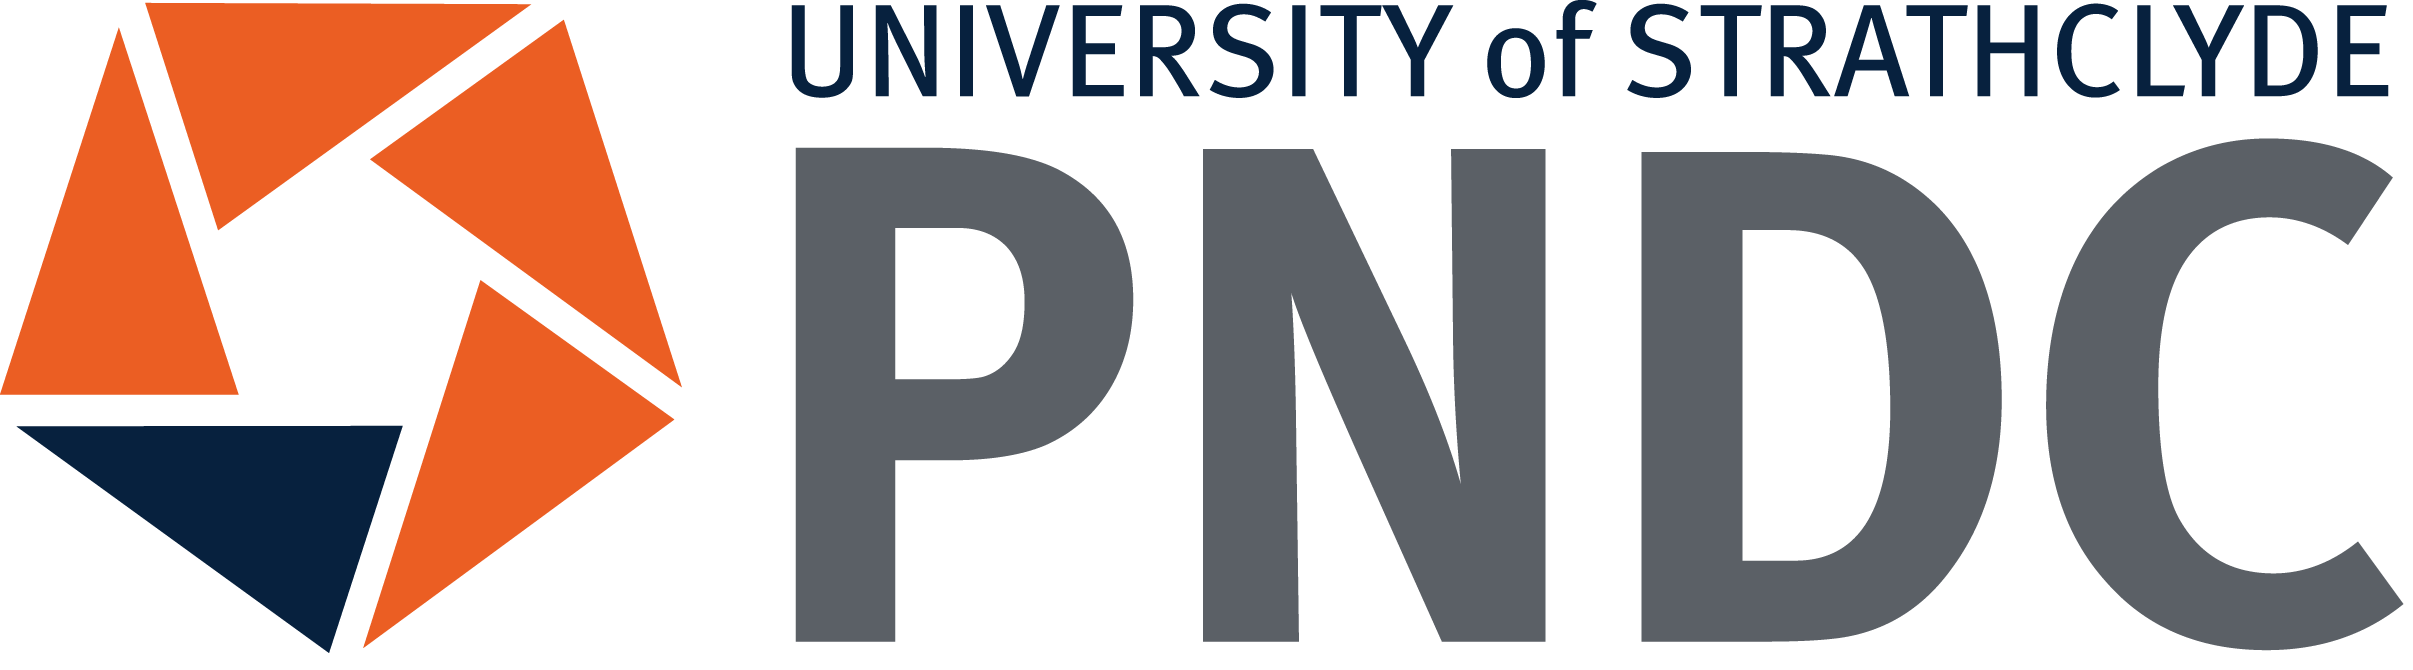 UNIVERSITY of STRATHCLYDE
PNDC